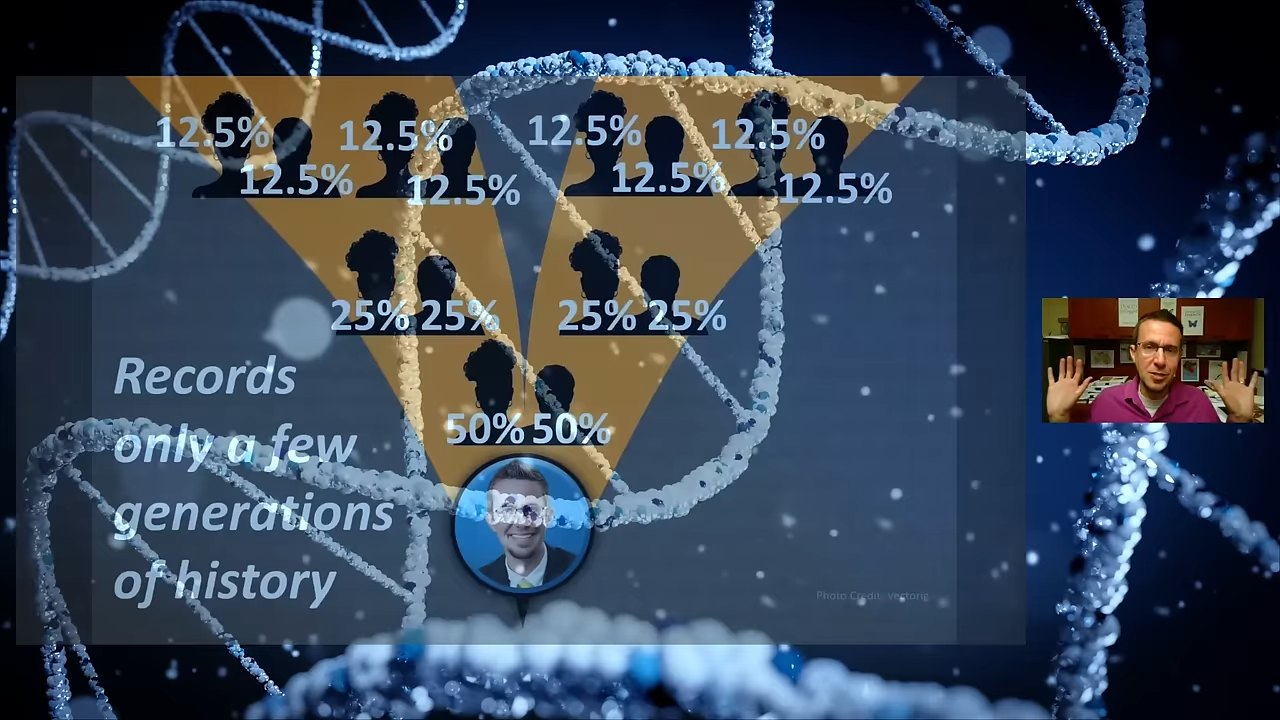 12.5% 12.5% 12.5% 12.5%
12.5% 12.5% 12.5% 12.5%
25% 25% 25% 25%
50% 50%
Records
only a few
generations
of history
Photo Credit: Vectorig